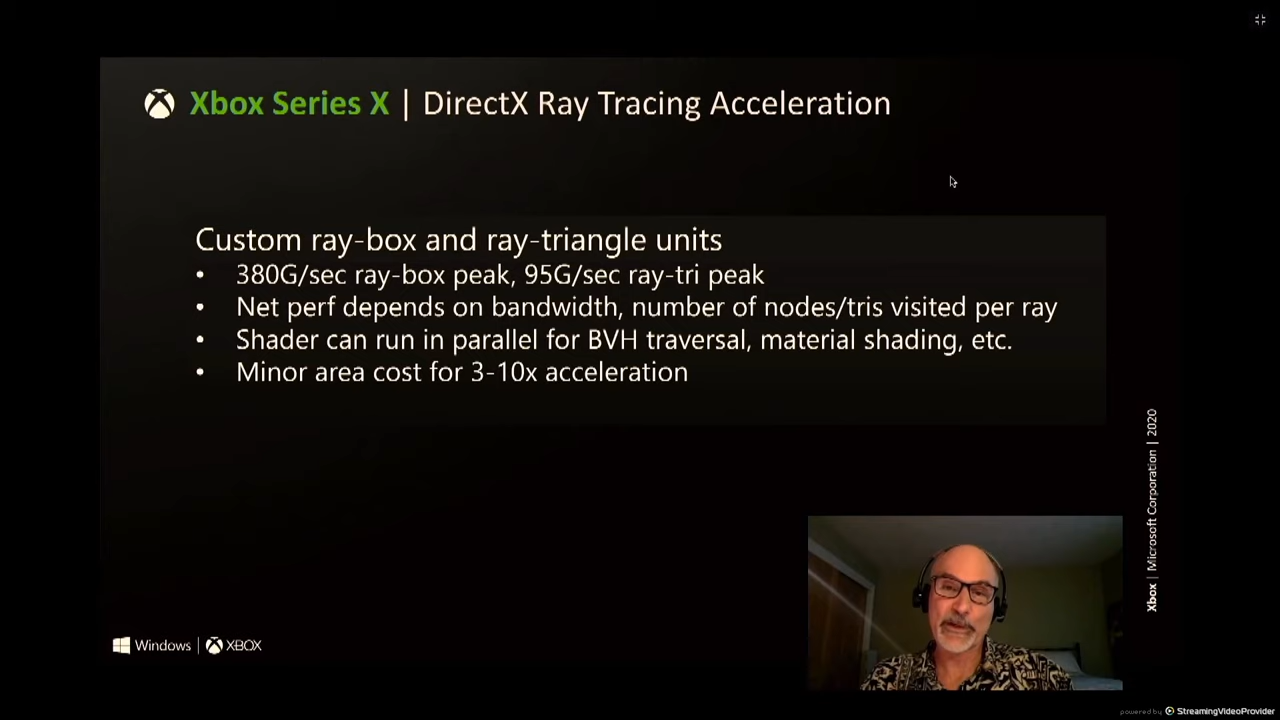 Xbox Series X | DirectX Ray Tracing Acceleration
Custom ray-box and ray-triangle units
• 380G/sec ray-box peak, 95G/sec ray-tri peak
• Net perf depends on bandwidth, number of nodes/tris visited per ray
• Shader can run in parallel for BVH traversal, material shading, etc.
• Minor area cost for 3-10x acceleration
Xbox | Microsoft Corporation | 2020
Windows | XBOX
powered by StreamingVideoProvider